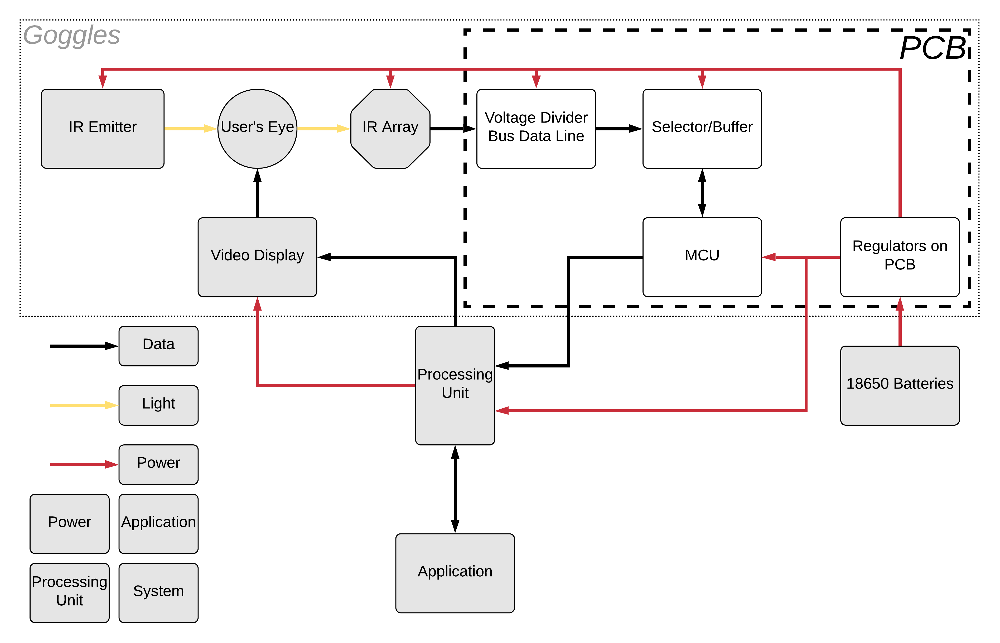 Goggles
PCB
IR Emitter
User's Eye
IR Array
Voltage Divider
Bus Data Line
Selector/Buffer
Video Display
MCU
Regulators on
PCB
Data
Light
Power
Processing
Unit
18650 Batteries
Power
Application
Processing
Unit
System
Application